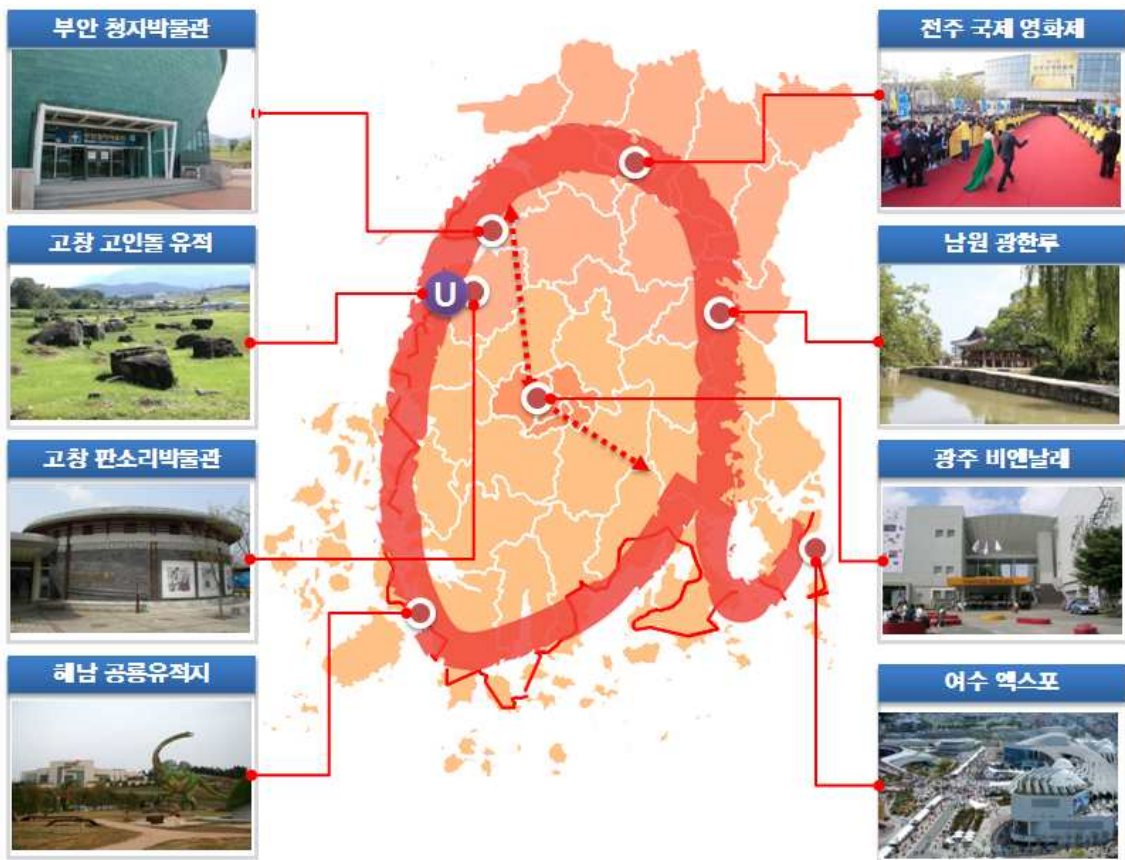 부안 청자박물관
전주 국제 영화제
고창 고인돌 유적
남원 광한루
U
고창 판소리박물관
광주 비엔날레
해남 공룡유적지
여수 엑스포